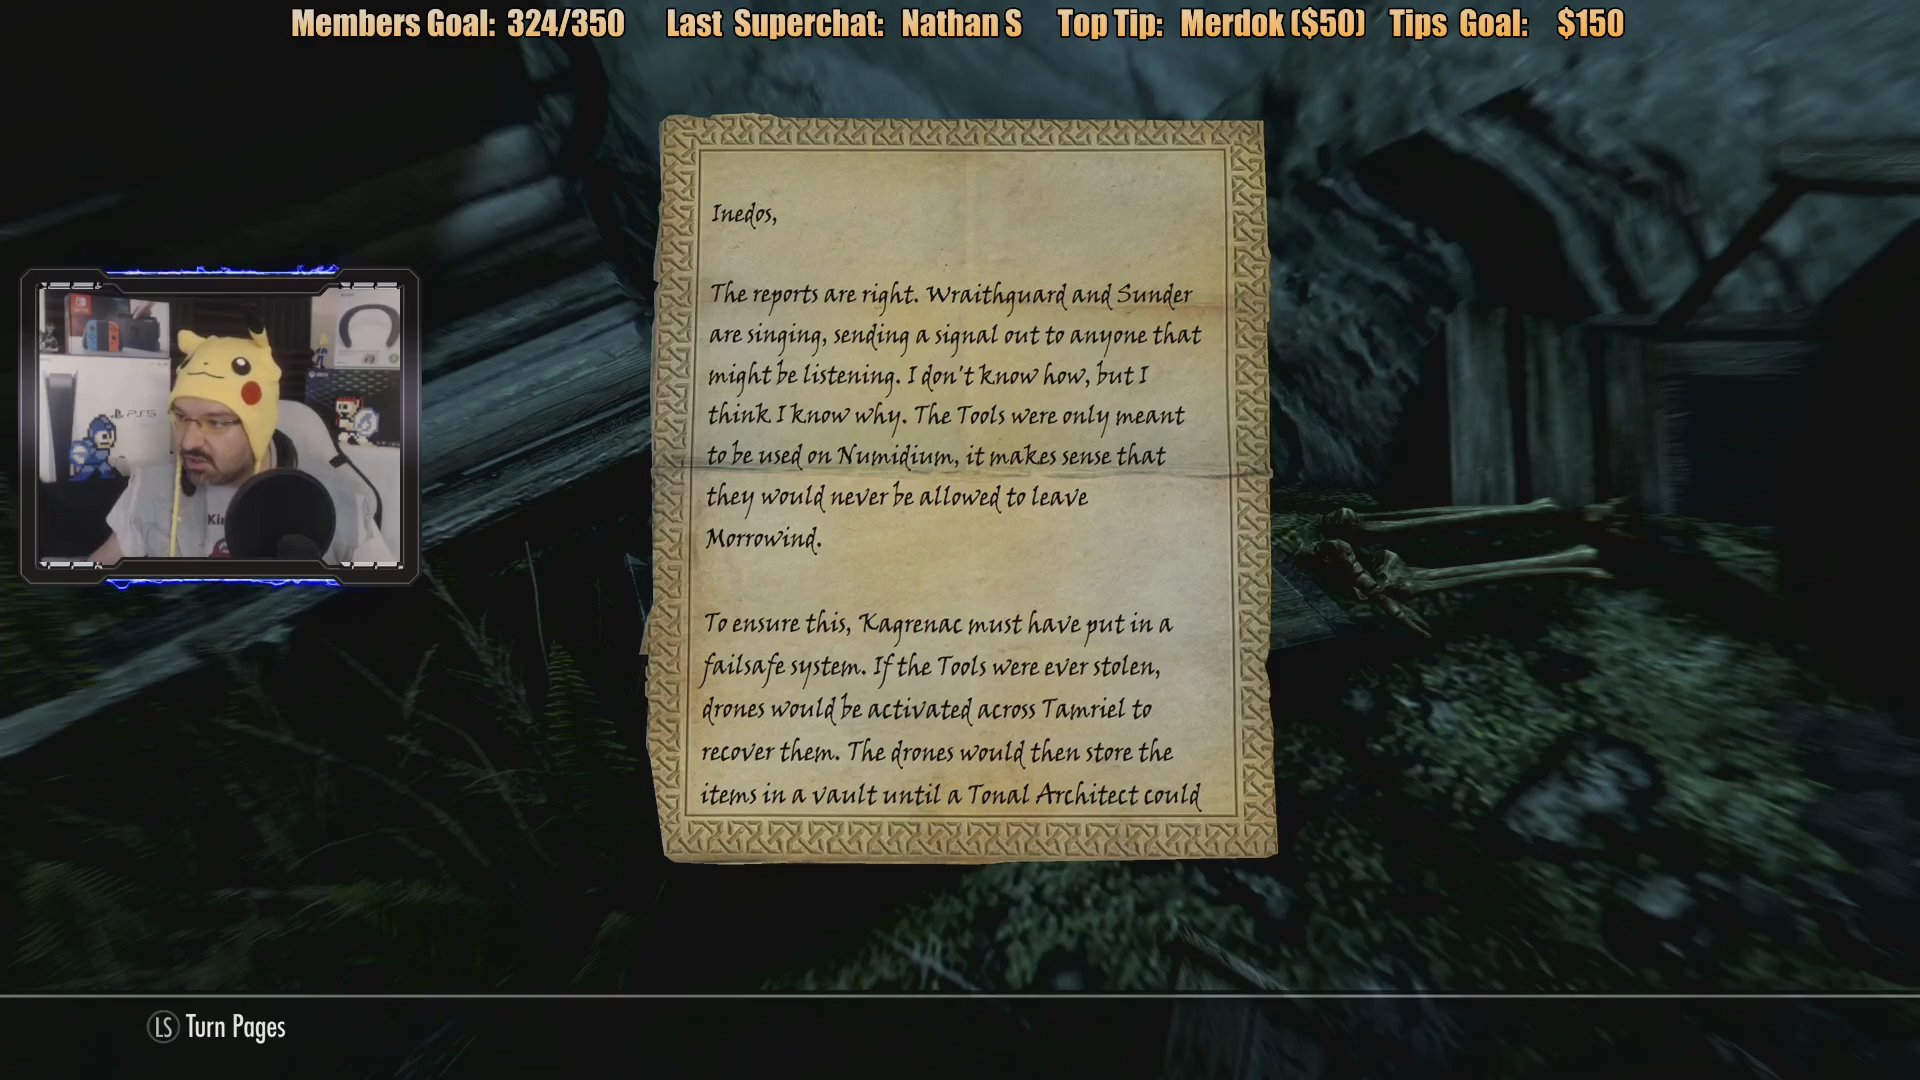 Members Goal: 324/350 Last Superchat: Nathan S Top Tip: Merdok ($50) Tips Goal: $150
Inedos,
The reports are right. Wraithguard and Sunder
are singing, sending a signal out to anyone that
might be listening. I don't know how, but I
think I know why. The Tools were only meant
to be used on Numidium, it makes sense that
they would never be allowed to leave
Morrowind.
To ensure this, Kagrenac must have put in a
failsafe system. If the Tools were ever stolen,
drones would be activated across Tamriel to
recover them. The drones would then store the
items in a vault until a Tonal Architect could
PS5
LS Turn Pages